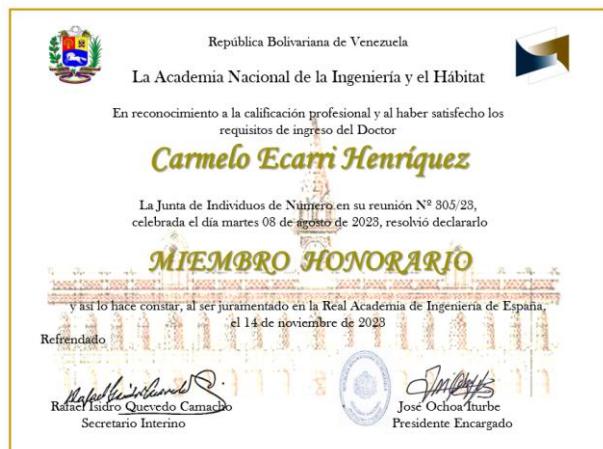 República Bolivariana de Venezuela
La Academia Nacional de la Ingeniería y el Hábitat
En reconocimiento a la calificación profesional y al haber satisfecho los
requisitos de ingreso del Doctor
Carmelo Ecarri Henríquez
La Junta de Individuos de Número en su reunión Nº 305/23,
celebrada el día martes 08 de agosto de 2023, resolvió declararlo
MIEMBRO HONORARIO
y así lo hace constar, al ser juramentado en la Real Academia de Ingeniería de España,
el 14 de noviembre de 2023
Refrendado
Rafael Isidro Quevedo Camacho
Secretario Interino
José Ochoa Iturbe
Presidente Encargado